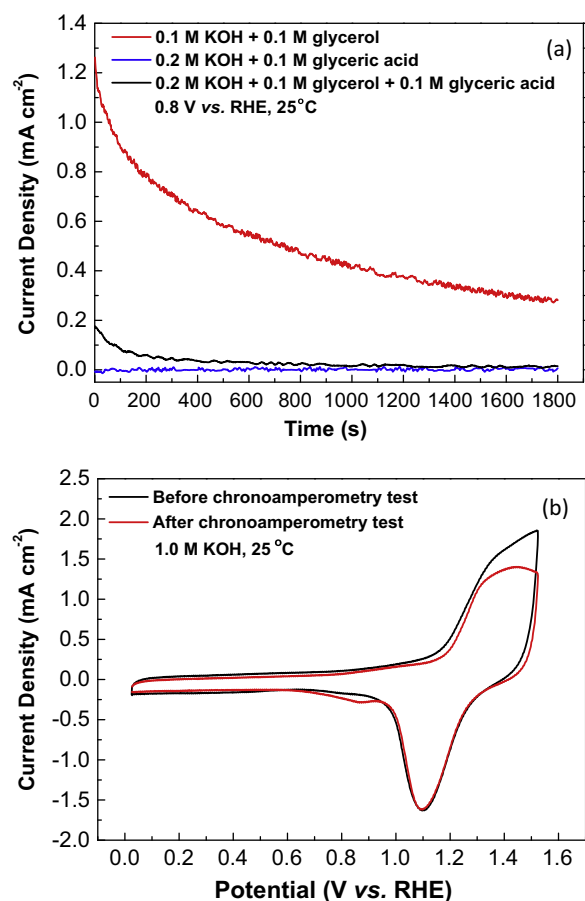 (a)
0.1 M KOH + 0.1 M glycerol
0.2 M KOH + 0.1 M glyceric acid
0.2 M KOH + 0.1 M glycerol + 0.1 M glyceric acid
0.8 V vs. RHE, 25°C
Current Density (mA cm⁻²)
1.4
1.2
1.0
0.8
0.6
0.4
0.2
0.0
0 200 400 600 800 1000 1200 1400 1600 1800
Time (s)
(b)
Before chronoamperometry test
After chronoamperometry test
1.0 M KOH, 25 °C
Current Density (mA cm⁻²)
2.5
2.0
1.5
1.0
0.5
0.0
-0.5
-1.0
-1.5
-2.0
0.0 0.2 0.4 0.6 0.8 1.0 1.2 1.4 1.6
Potential (V vs. RHE)